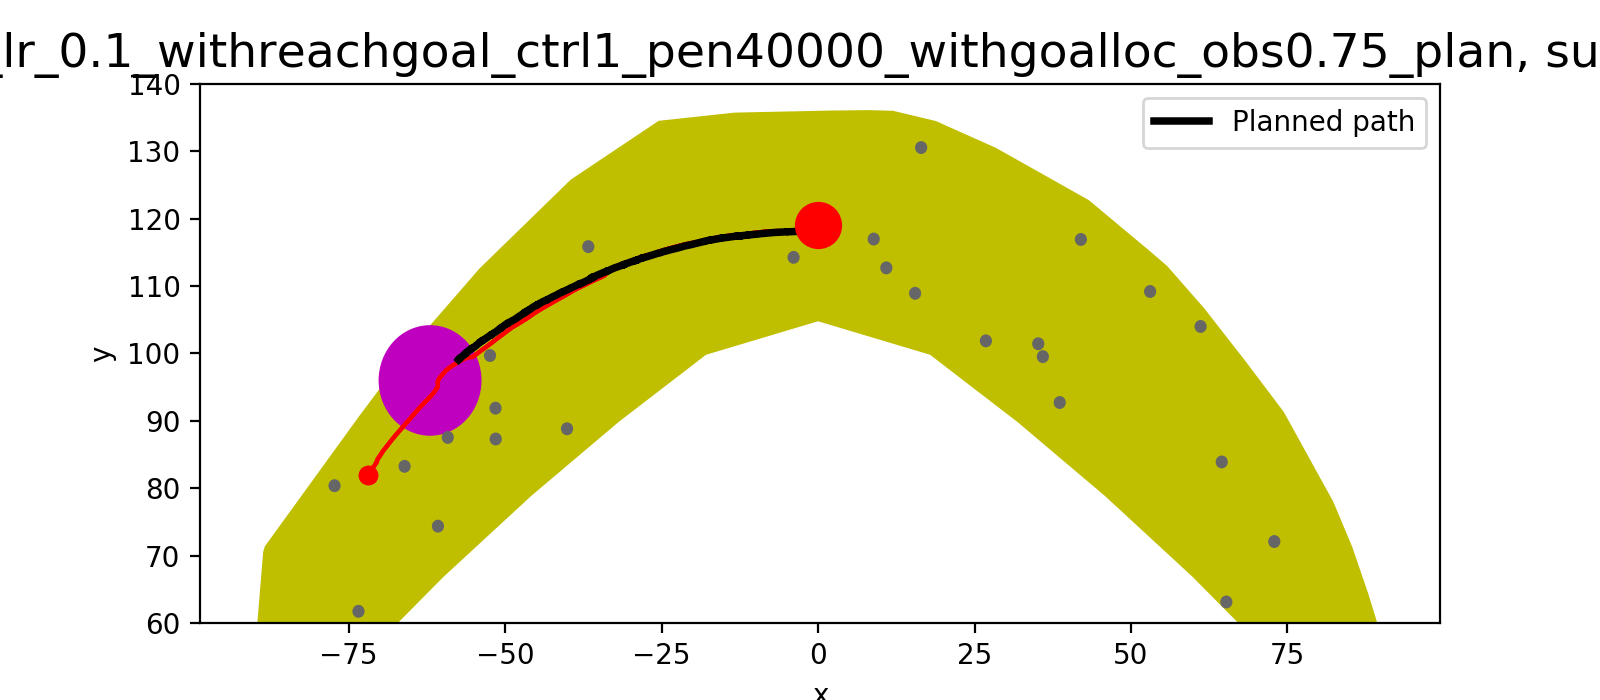 _lr_0.1_withreachgoal_ctrl1_pen40000_withgoalloc_obs0.75_plan, su
Planned path
140
130
120
110
100
90
80
70
60
y
−75 −50 −25 0 25 50 75
x